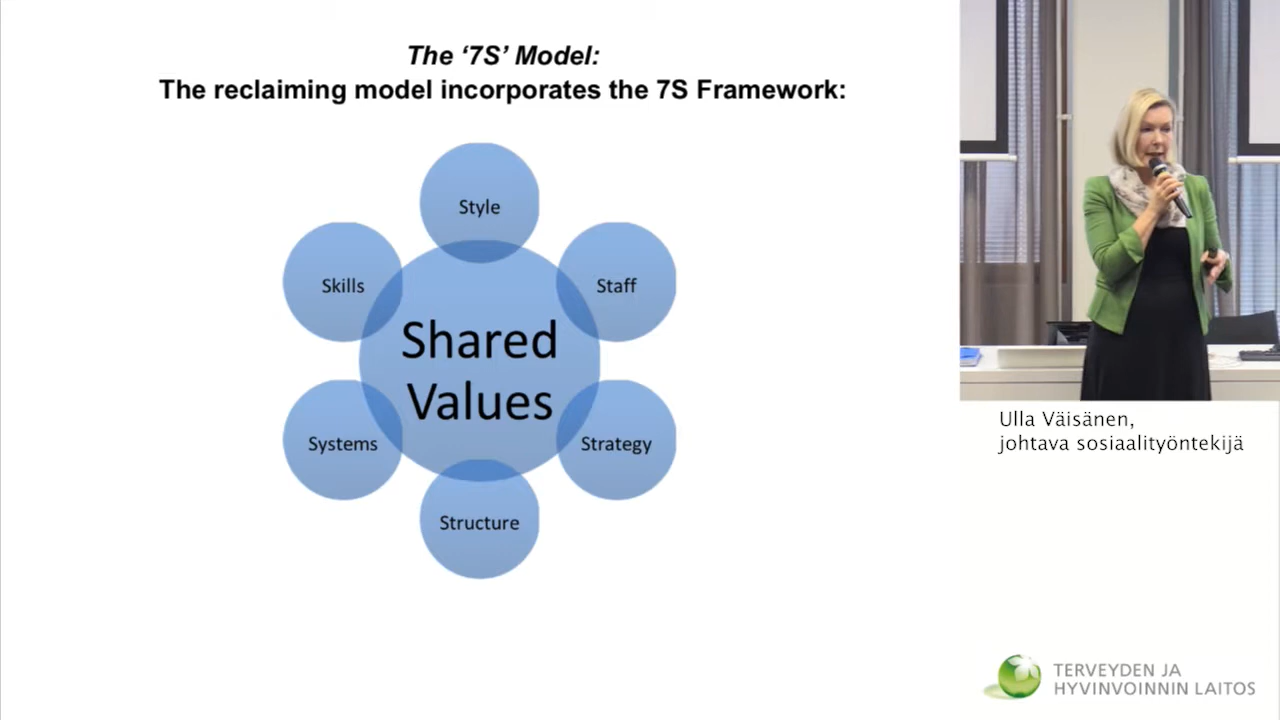 The ‘7S’ Model:
The reclaiming model incorporates the 7S Framework:
Style
Skills
Staff
Shared
Values
Systems
Strategy
Structure
Ulla Väisänen,
johtava sosiaalityöntekijä
TERVEYDEN JA
HYVINVOINNIN LAITOS